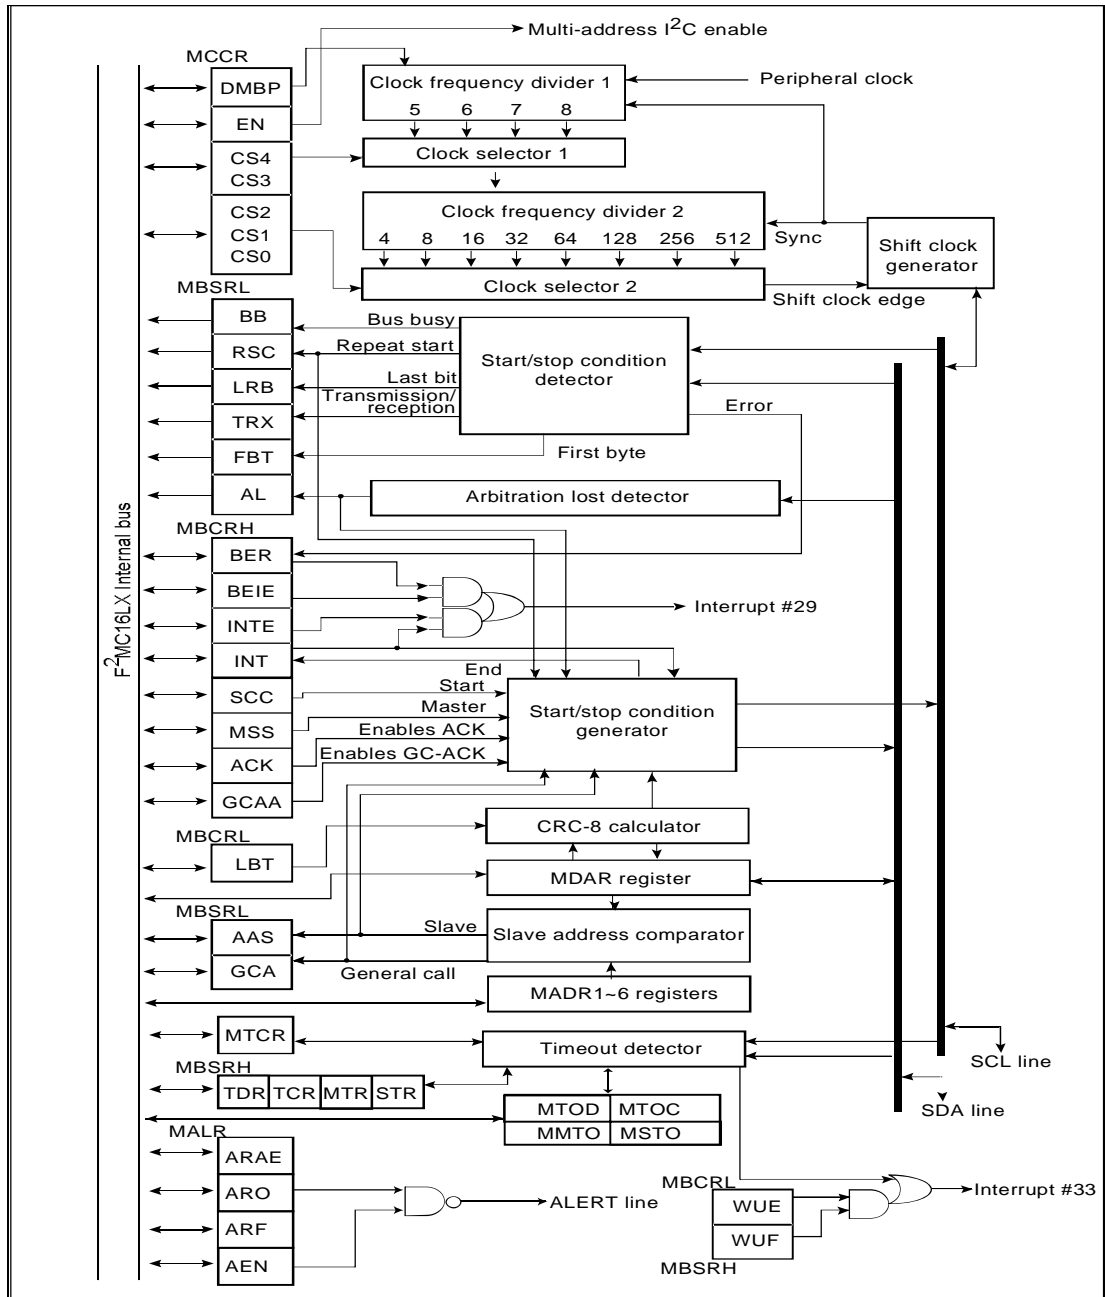 Multi-address I2C enable
MCCR
DMBP
EN
CS4
CS3
CS2
CS1
CS0
Clock frequency divider 1
5 6 7 8
Peripheral clock
Clock selector 1
Clock frequency divider 2
4 8 16 32 64 128 256 512
Sync
Shift clock
generator
Clock selector 2
Shift clock edge
MBSRL
BB
RSC
LRB
TRX
FBT
AL
Bus busy
Repeat start
Last bit
Transmission/
reception
First byte
Start/stop condition
detector
Error
Arbitration lost detector
F2MC16LX Internal bus
MBCRH
BER
BEIE
INTE
INT
SCC
MSS
ACK
GCAA
Interrupt #29
End
Start
Master
Enables ACK
Enables GC-ACK
Start/stop condition
generator
MBCRL
LBT
CRC-8 calculator
MDAR register
MBSRL
AAS
GCA
Slave
General call
Slave address comparator
MADR1~6 registers
MTCR
Timeout detector
SCL line
SDA line
MBSRH
TDR TCR MTR STR
MTOD MTOC
MMTO MSTO
MALR
ARAE
ARO
ARF
AEN
ALERT line
MBCRL
WUE
WUF
MBSRH
Interrupt #33